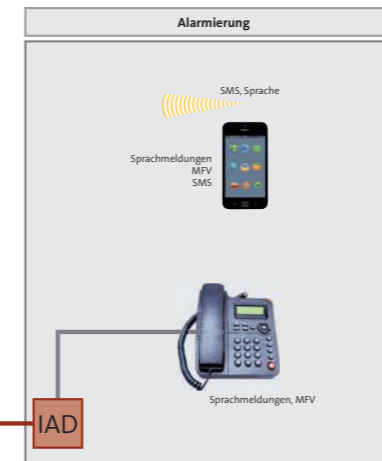 Alarmierung
SMS, Sprache
Sprachmeldungen
MFV
SMS
Sprachmeldungen, MFV
IAD